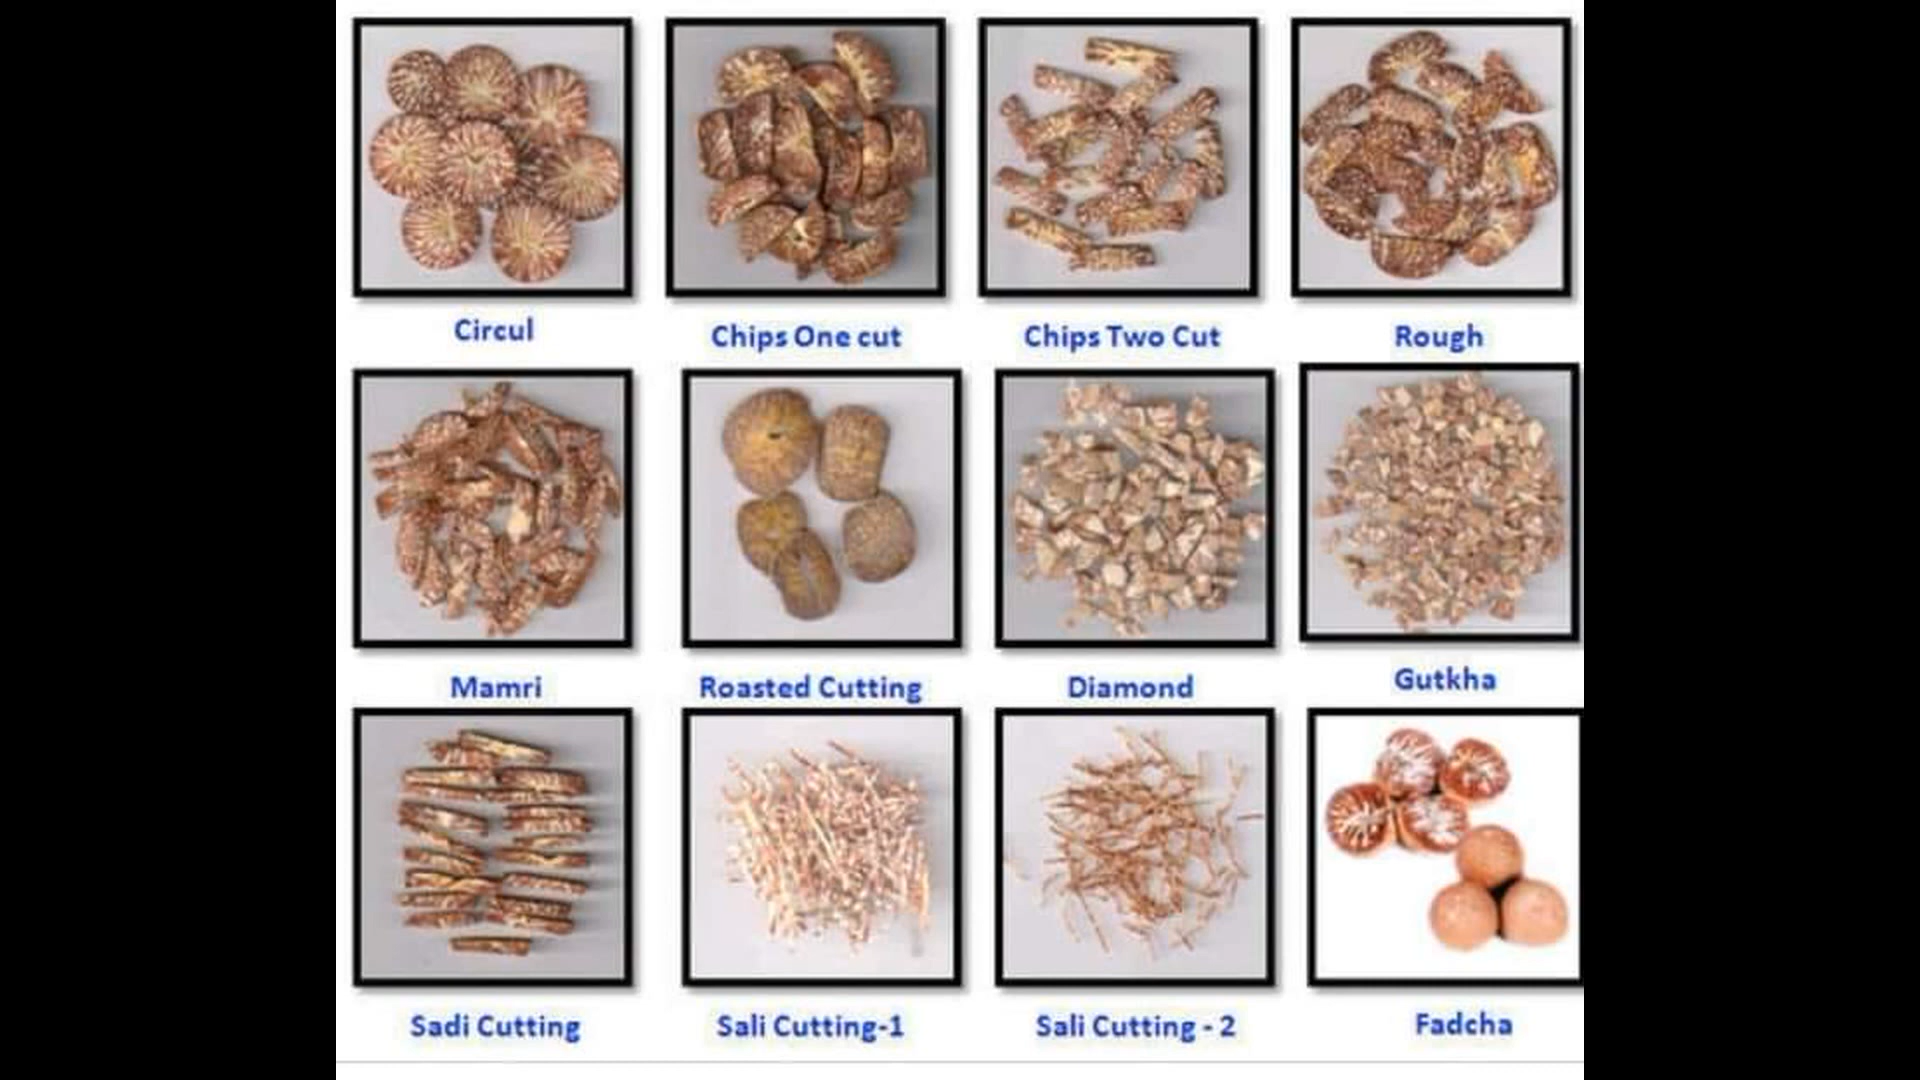 Circul
Chips One cut
Chips Two Cut
Rough
Mamri
Roasted Cutting
Diamond
Gutkha
Sadi Cutting
Sali Cutting-1
Sali Cutting - 2
Fadcha